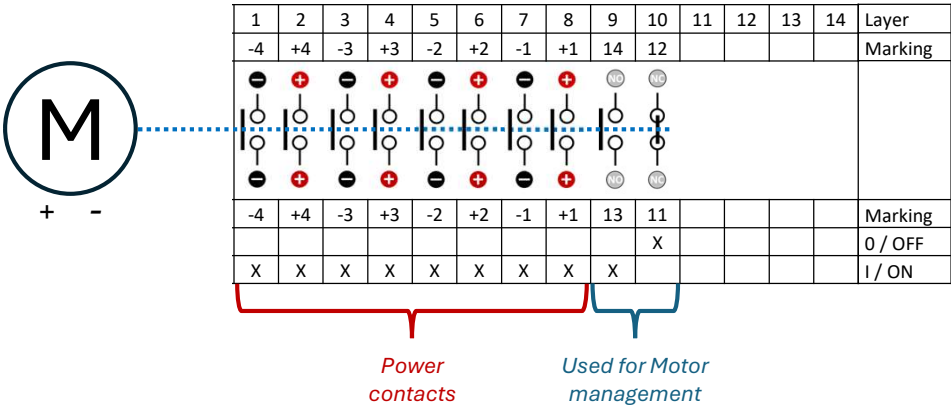 1 2 3 4 5 6 7 8 9 10 11 12 13 14 Layer
-4 +4 -3 +3 -2 +2 -1 +1 14 12 Marking
- + - + - + - + NO NC
M
- + - + - + - + NO NC
+ -
-4 +4 -3 +3 -2 +2 -1 +1 13 11 Marking
X 0 / OFF
X X X X X X X X X I / ON
Power
contacts
Used for Motor
management